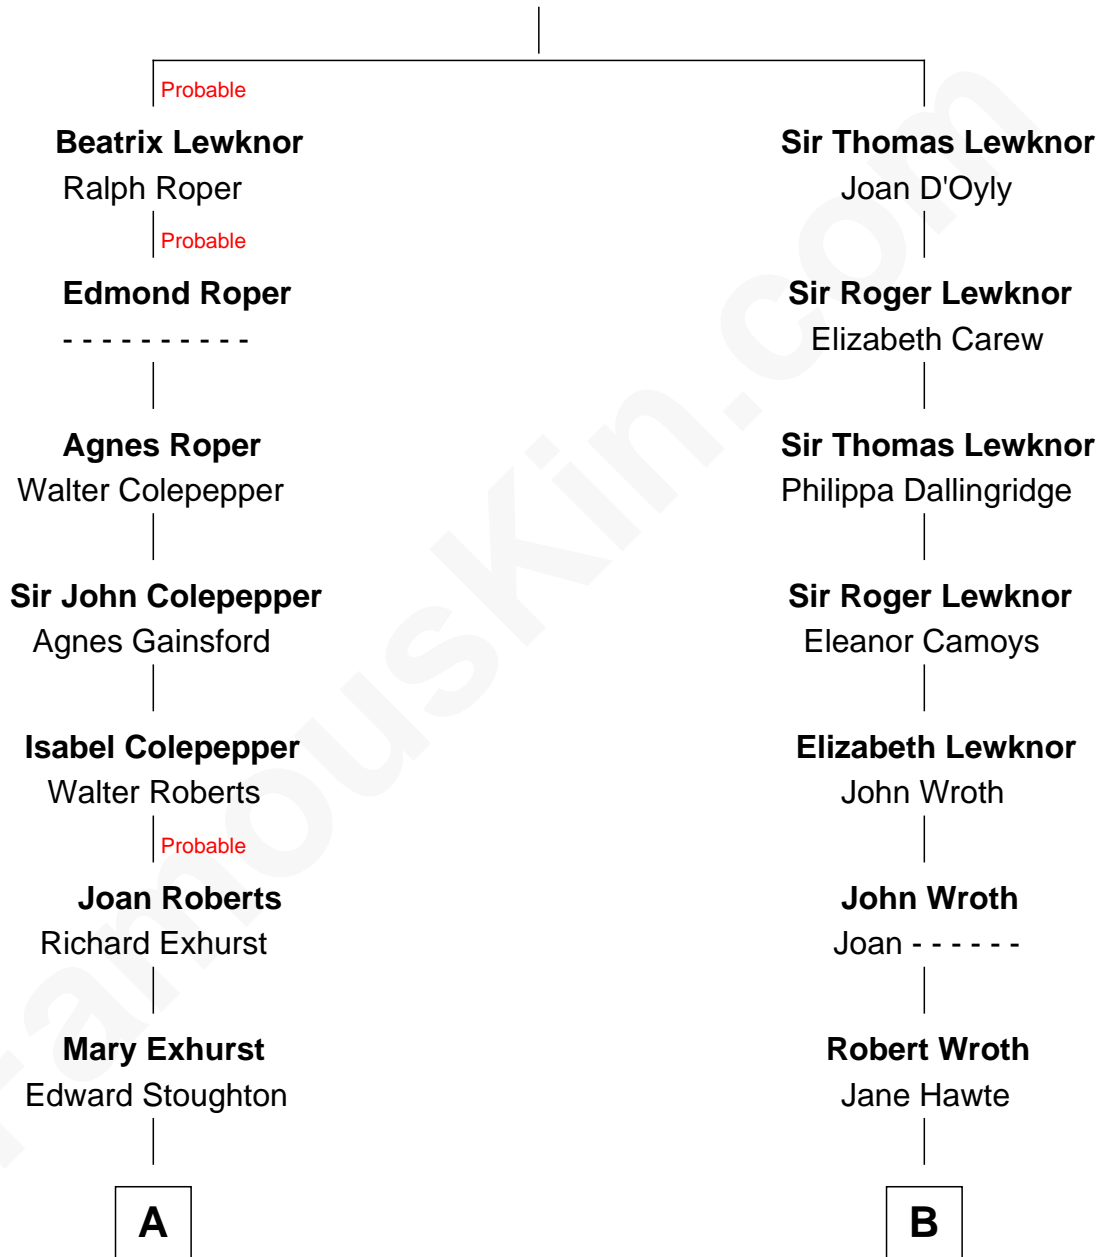 Probable
Beatrix Lewknor
Ralph Roper
Probable
Edmond Roper
- - - - - - - - - -
Agnes Roper
Walter Colepepper
Sir John Colepepper
Agnes Gainsford
Isabel Colepepper
Walter Roberts
Probable
Joan Roberts
Richard Exhurst
Mary Exhurst
Edward Stoughton
A
Sir Thomas Lewknor
Joan D'Oyly
Sir Roger Lewknor
Elizabeth Carew
Sir Thomas Lewknor
Philippa Dallingridge
Sir Roger Lewknor
Eleanor Camoys
Elizabeth Lewknor
John Wroth
John Wroth
Joan - - - - - -
Robert Wroth
Jane Hawte
B
FamousKin.com